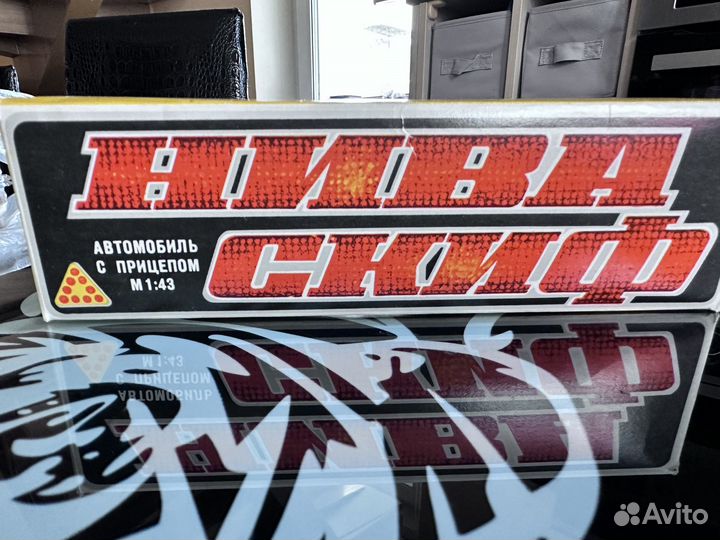 НИВА
АВТОМОБИЛЬ
С ПРИЦЕПОМ
М 1:43
СКИФ
Avito